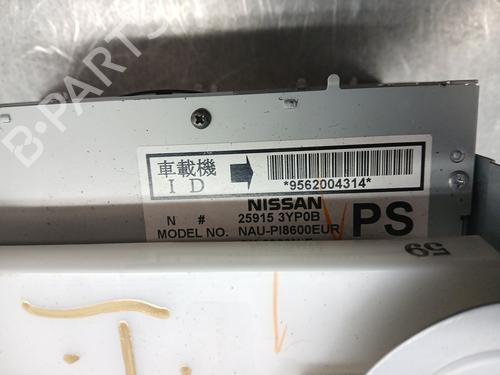 B-PARTS
車載機
ID
*9562004314*
NISSAN
N # 25915 3YP0B
MODEL NO. NAU-PI8600EUR
PS
59